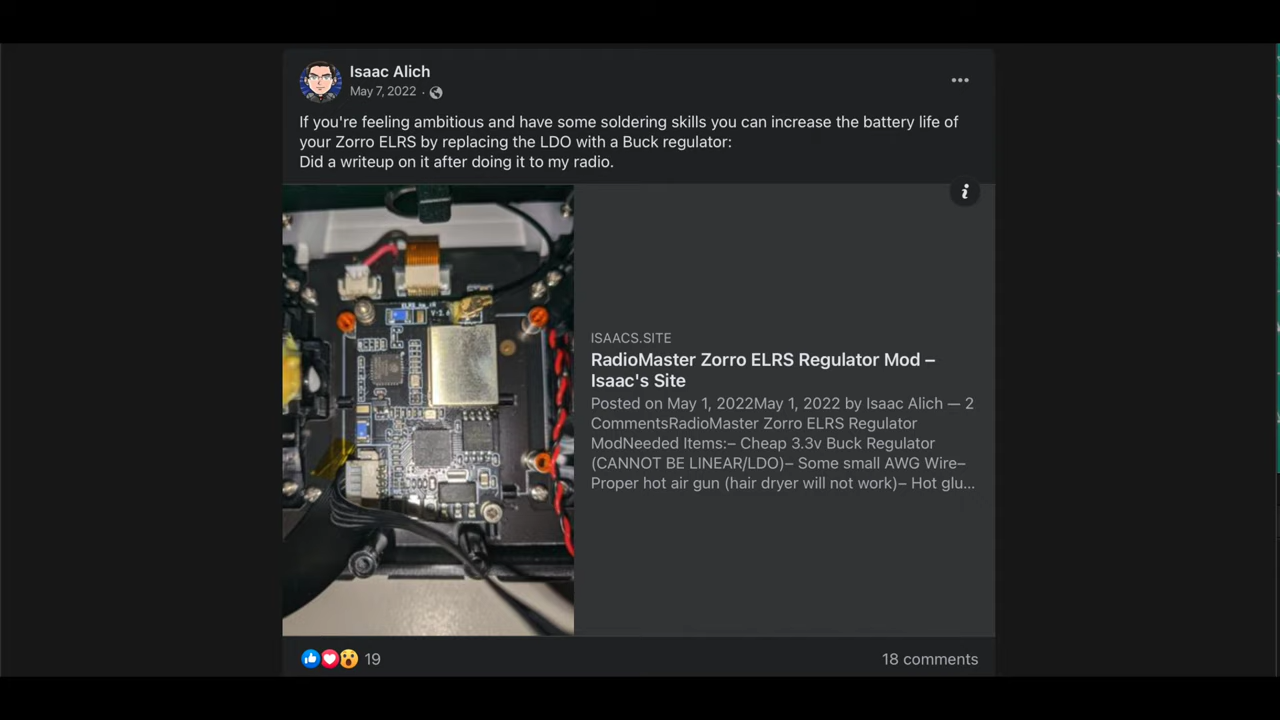 Isaac Alich
May 7, 2022 ·
If you're feeling ambitious and have some soldering skills you can increase the battery life of
your Zorro ELRS by replacing the LDO with a Buck regulator:
Did a writeup on it after doing it to my radio.
ISAACS.SITE
RadioMaster Zorro ELRS Regulator Mod –
Isaac's Site
Posted on May 1, 2022May 1, 2022 by Isaac Alich — 2
CommentsRadioMaster Zorro ELRS Regulator
ModNeeded Items:– Cheap 3.3v Buck Regulator
(CANNOT BE LINEAR/LDO)– Some small AWG Wire–
Proper hot air gun (hair dryer will not work)– Hot glu...
19
18 comments